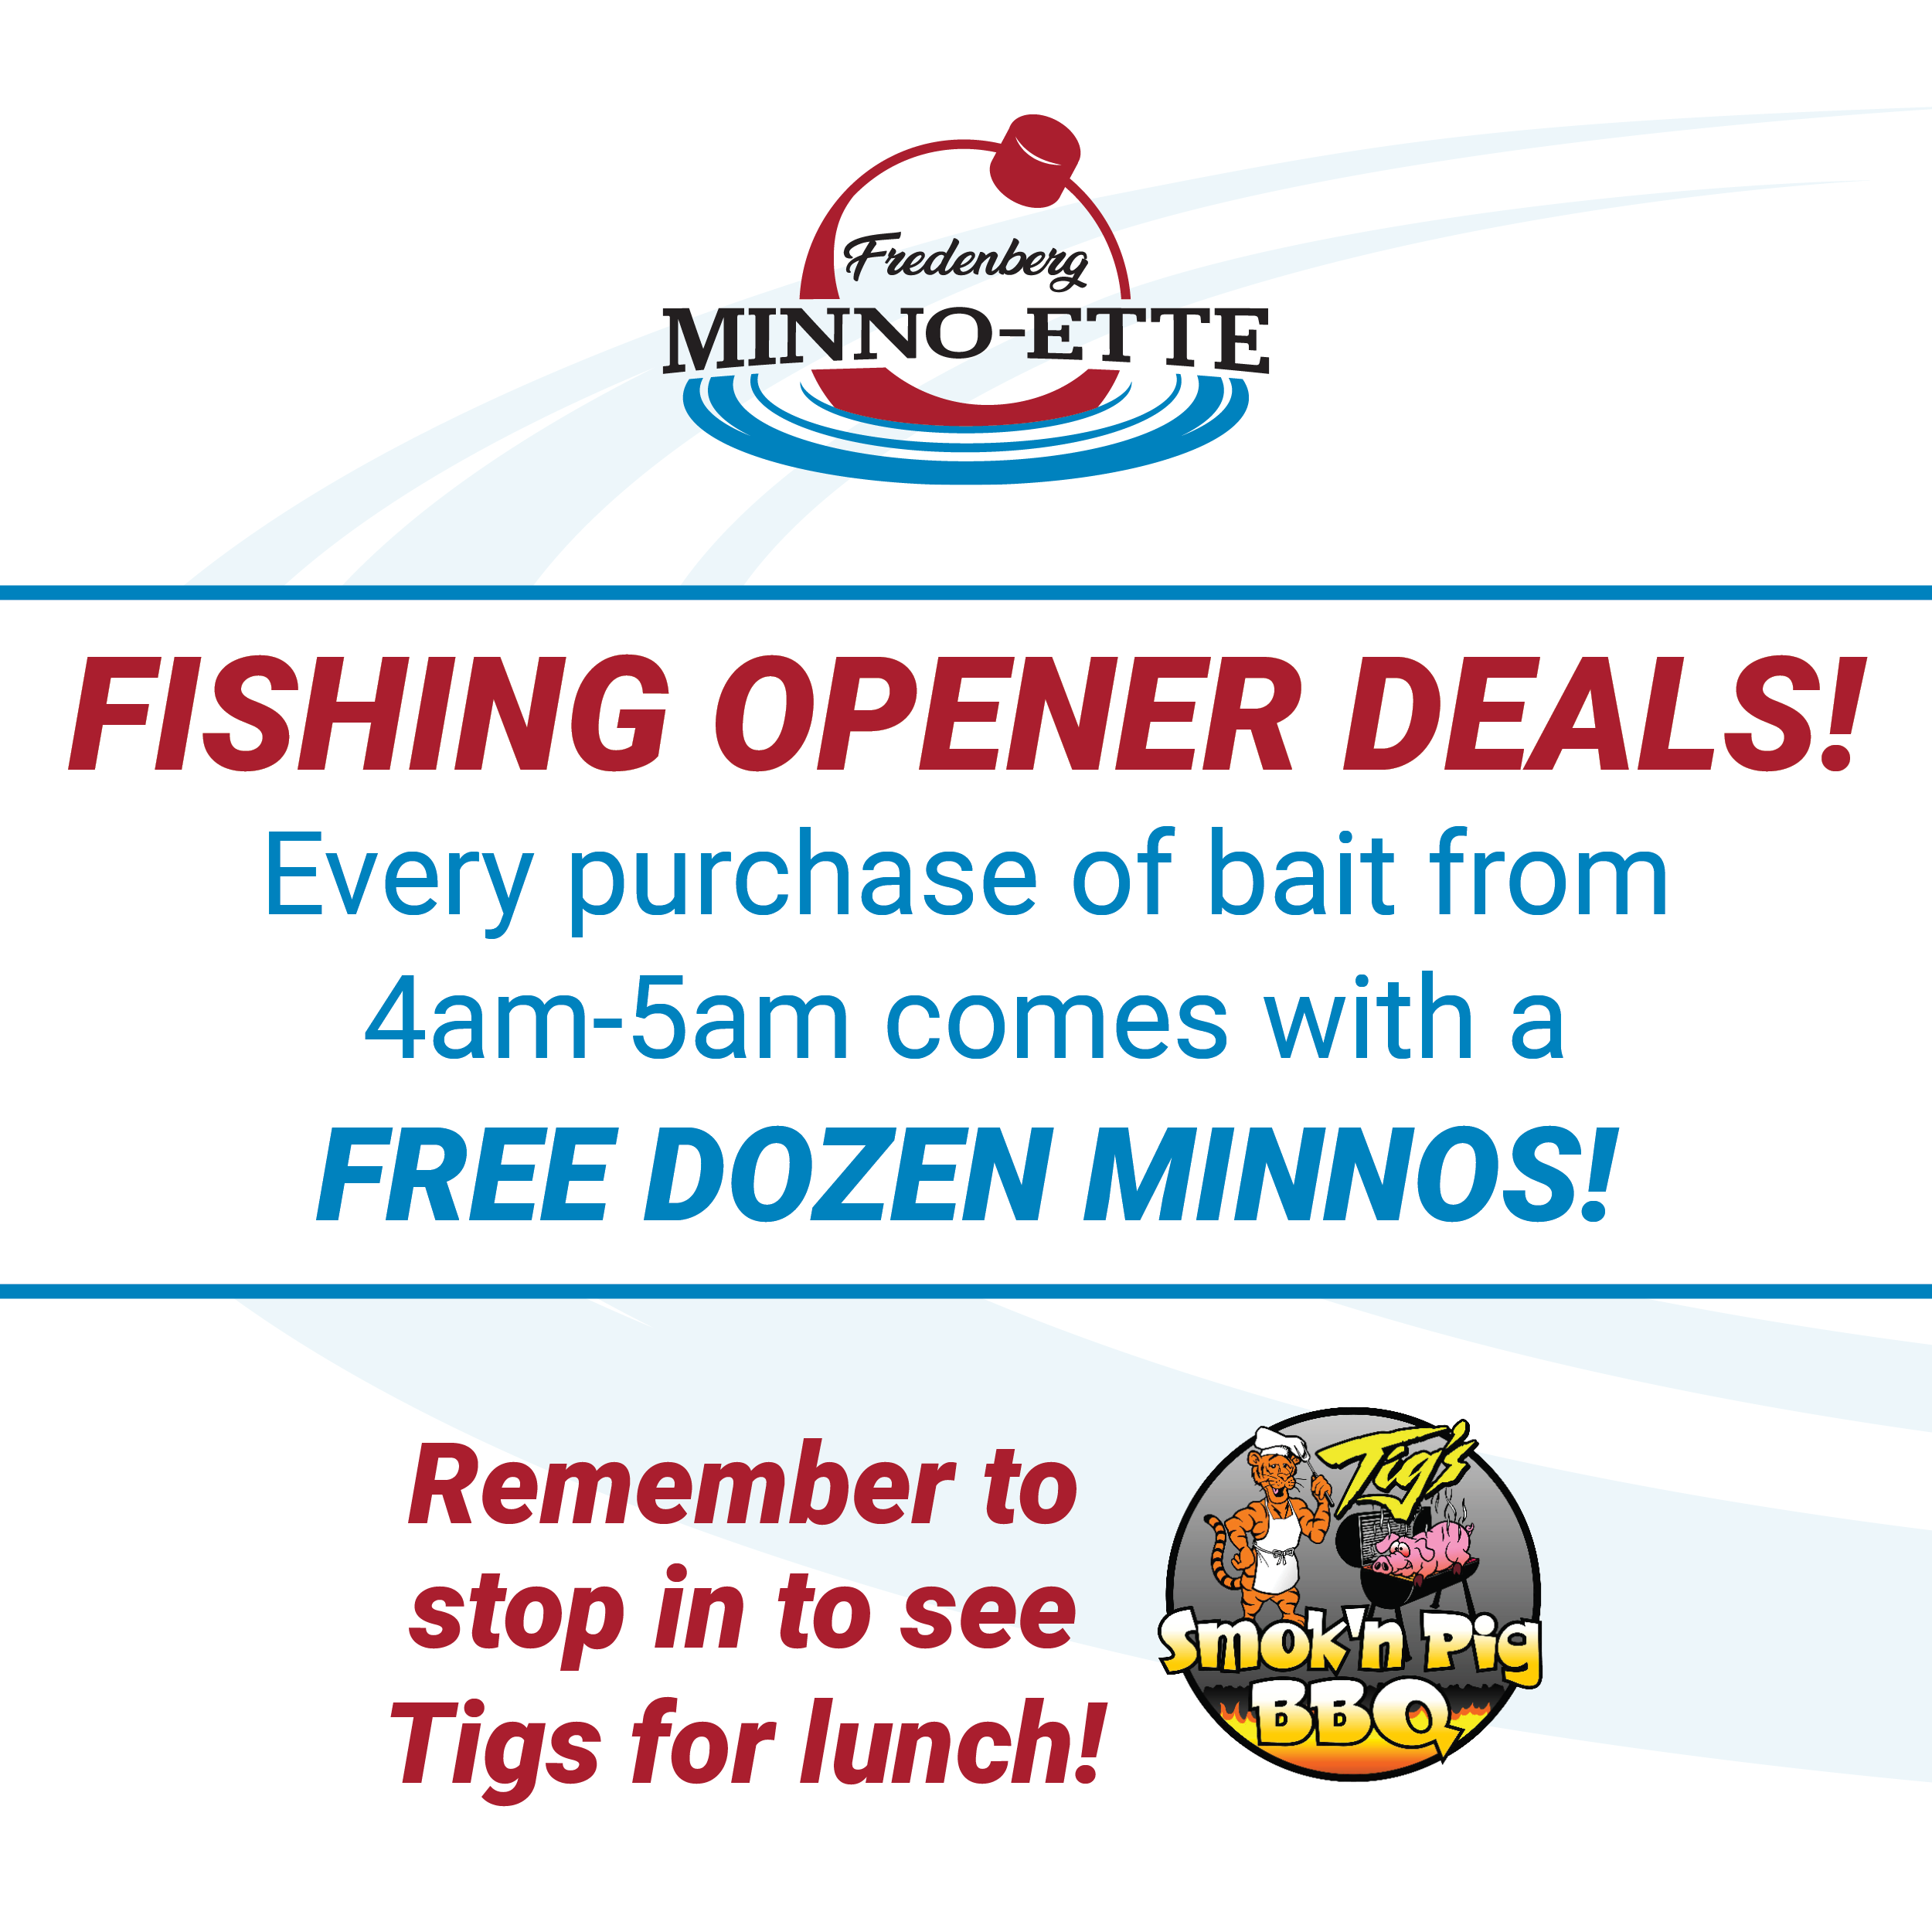 Fredenberg
MINNO-ETTE
FISHING OPENER DEALS!
Every purchase of bait from
4am-5am comes with a
FREE DOZEN MINNOS!
Remember to
stop in to see
Tigs for lunch!
Tig's
Smok'n Pig
BBQ